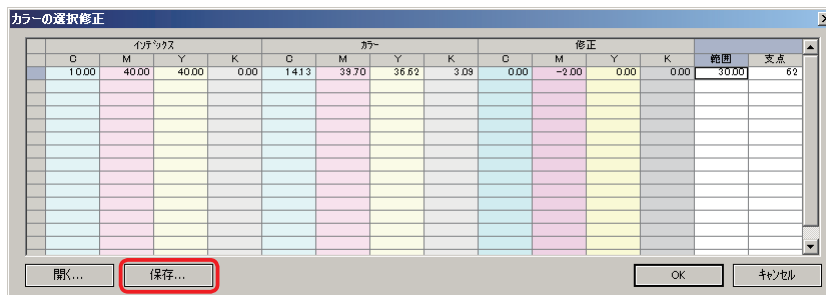 カラーの選択修正
インデックス カラー 修正
C M Y K C M Y K C M Y K 範囲 支点
10.00 40.00 40.00 0.00 14.13 39.70 36.62 3.09 0.00 -2.00 0.00 0.00 30.00 62
開く... 保存... OK キャンセル